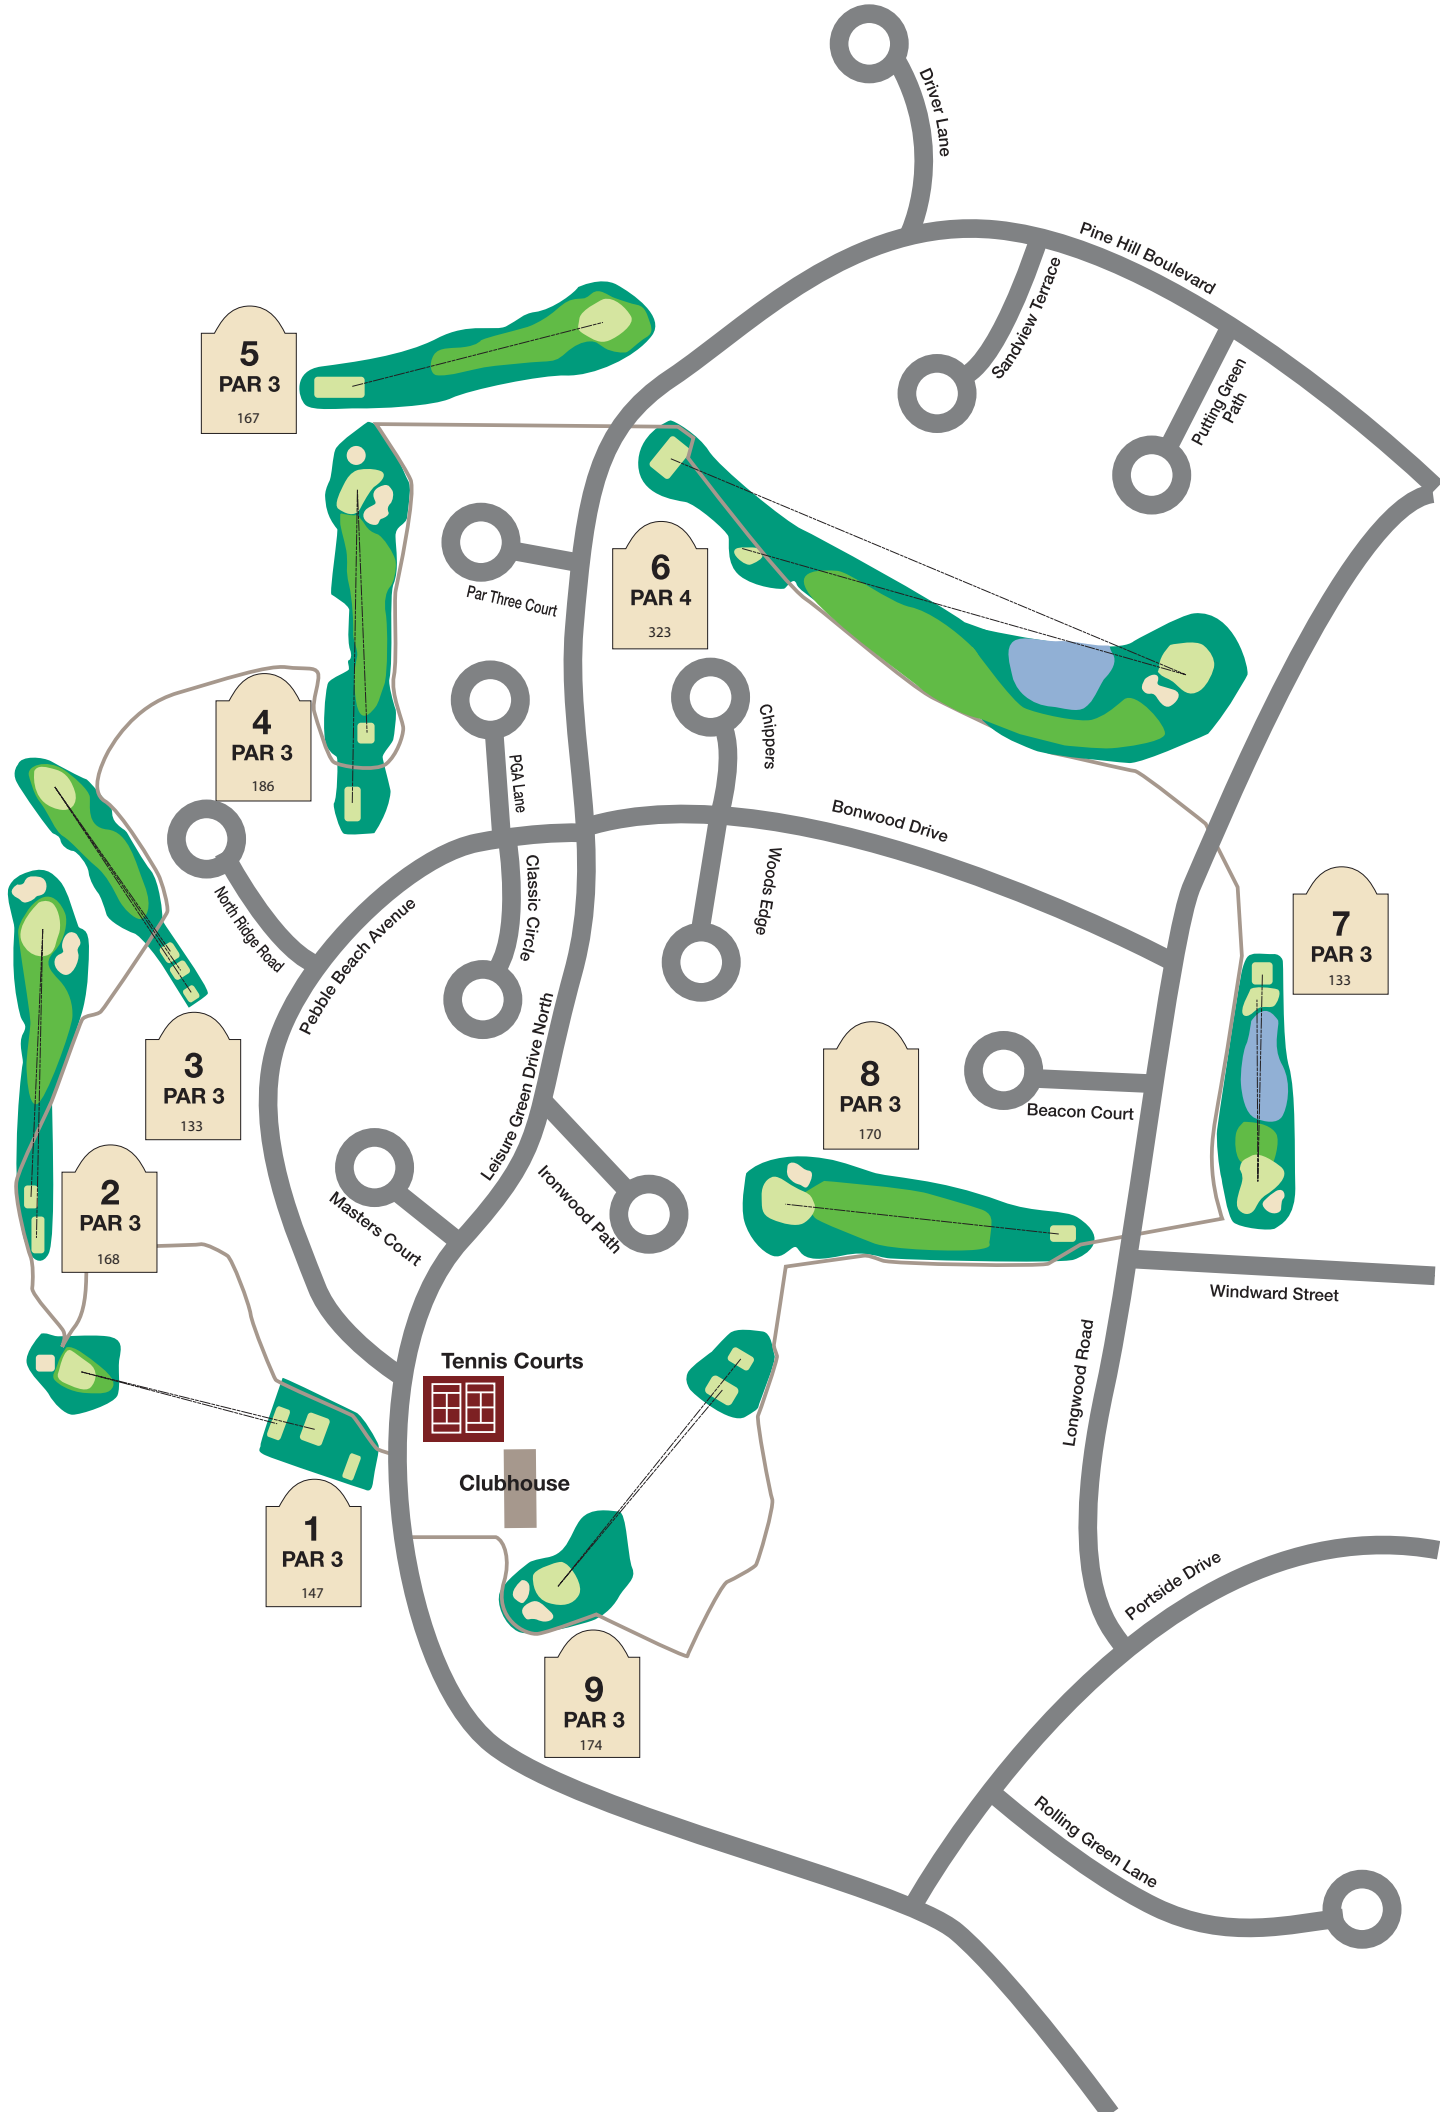 Driver Lane
Pine Hill Boulevard
Sandview Terrace
Putting Green
Path
5
PAR 3
167
Par Three Court
6
PAR 4
323
4
PAR 3
186
PGA Lane
Chippers
Bonwood Drive
Classic Circle
Woods Edge
North Ridge Road
Pebble Beach Avenue
7
PAR 3
133
Leisure Green Drive North
3
PAR 3
133
8
PAR 3
170
Beacon Court
2
PAR 3
168
Masters Court
Ironwood Path
Windward Street
Tennis Courts
Longwood Road
Clubhouse
1
PAR 3
147
Portside Drive
9
PAR 3
174
Rolling Green Lane